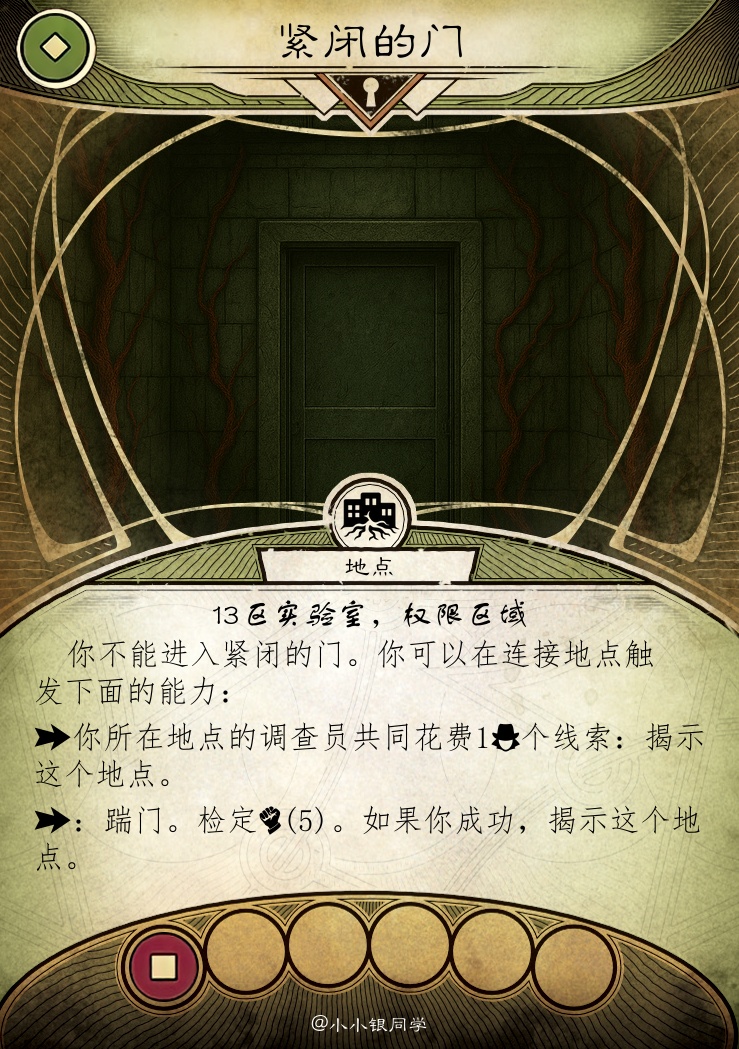 紧闭的门
地点
13区实验室，权限区域
你不能进入紧闭的门。你可以在连接地点触
发下面的能力：
你所在地点的调查员共同花费1个线索：揭示
这个地点。
：踹门。检定(5)。如果你成功，揭示这个地
点。
@小小银同学